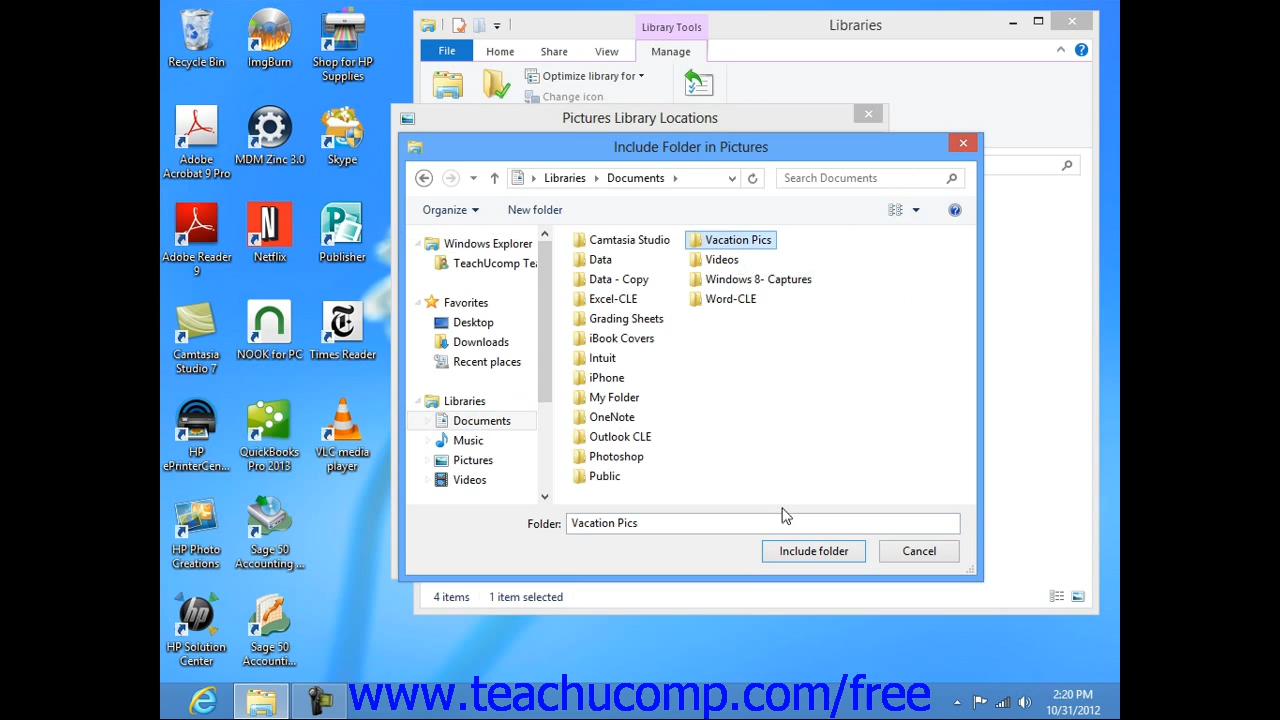 Recycle Bin
ImgBurn
Shop for HP
Supplies
Adobe
Acrobat 9 Pro
MDM Zinc 3.0
Skype
Adobe Reader
9
Netflix
Publisher
Camtasia
Studio 7
NOOK for PC
Times Reader
HP
ePrinterCen...
QuickBooks
Pro 2013
VLC media
player
HP Photo
Creations
Sage 50
Accounting ...
HP Solution
Center
Sage 50
Accounti...
Library Tools
Libraries
File
Home
Share
View
Manage
Optimize library for
Change icon
Pictures Library Locations
Include Folder in Pictures
Libraries
Documents
Search Documents
Organize
New folder
Windows Explorer
TeachUcomp Tea
Favorites
Desktop
Downloads
Recent places
Libraries
Documents
Music
Pictures
Videos
Camtasia Studio
Data
Data - Copy
Excel-CLE
Grading Sheets
iBook Covers
Intuit
iPhone
My Folder
OneNote
Outlook CLE
Photoshop
Public
Vacation Pics
Videos
Windows 8- Captures
Word-CLE
Folder: Vacation Pics
Include folder
Cancel
4 items
1 item selected
www.teachucomp.com/free
2:20 PM
10/31/2012